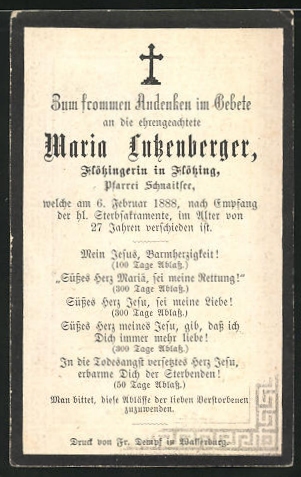 Zum frommen Andenken im Gebete
an die ehrengeachtete
Maria Lutzenberger,
Flötzingerin in Flötzing,
Pfarrei Schnaitsee,
welche am 6. Februar 1888, nach Empfang
der hl. Sterbsakramente, im Alter von
27 Jahren verschieden ist.
Mein Jesus, Barmherzigkeit!
(100 Tage Ablaß.)
„Süßes Herz Mariä, sei meine Rettung!"
(300 Tage Ablaß.)
Süßes Herz Jesu, sei meine Liebe!
(300 Tage Ablaß.)
Süßes Herz meines Jesu, gib, daß ich
Dich immer mehr liebe!
(300 Tage Ablaß.)
In die Todesangst versetztes Herz Jesu,
erbarme Dich der Sterbenden!
(50 Tage Ablaß.)
Man bittet, diese Ablässe der lieben Verstorbenen
zuzuwenden.
Druck von Fr. Dempf in Wasserburg.